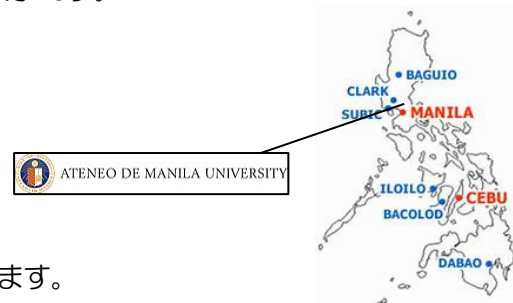 BAGUIO
CLARK
SUBIC
MANILA
ATENEO DE MANILA UNIVERSITY
ILOILO
CEBU
BACOLOD
DABAO
ます。